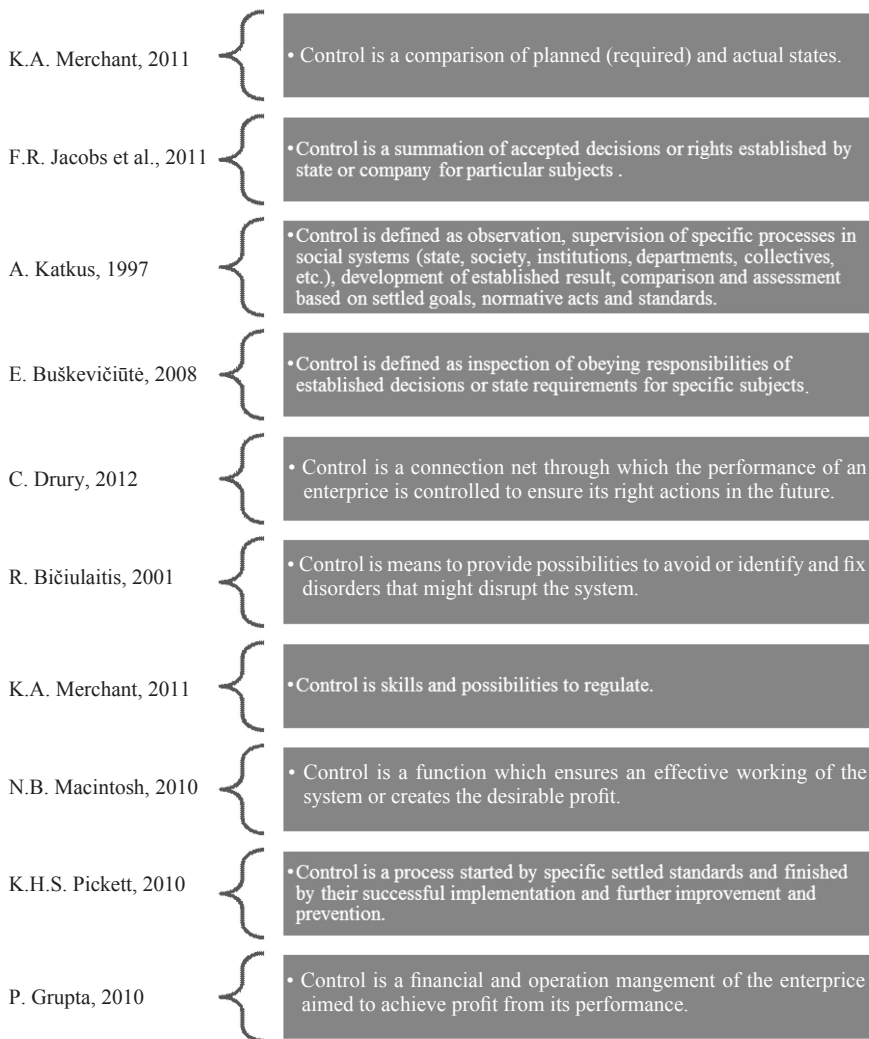 K.A. Merchant, 2011
• Control is a comparison of planned (required) and actual states.
F.R. Jacobs et al., 2011
• Control is a summation of accepted decisions or rights established by
state or company for particular subjects .
A. Katkus, 1997
• Control is defined as observation, supervision of specific processes in
social systems (state, society, institutions, departments, collectives,
etc.), development of established result, comparison and assessment
based on settled goals, normative acts and standards.
E. Buškevičiūtė, 2008
• Control is defined as inspection of obeying responsibilities of
established decisions or state requirements for specific subjects.
C. Drury, 2012
• Control is a connection net through which the performance of an
enterprice is controlled to ensure its right actions in the future.
R. Bičiulaitis, 2001
• Control is means to provide possibilities to avoid or identify and fix
disorders that might disrupt the system.
K.A. Merchant, 2011
• Control is skills and possibilities to regulate.
N.B. Macintosh, 2010
• Control is a function which ensures an effective working of the
system or creates the desirable profit.
K.H.S. Pickett, 2010
• Control is a process started by specific settled standards and finished
by their successful implementation and further improvement and
prevention.
P. Grupta, 2010
• Control is a financial and operation mangement of the enterprice
aimed to achieve profit from its performance.